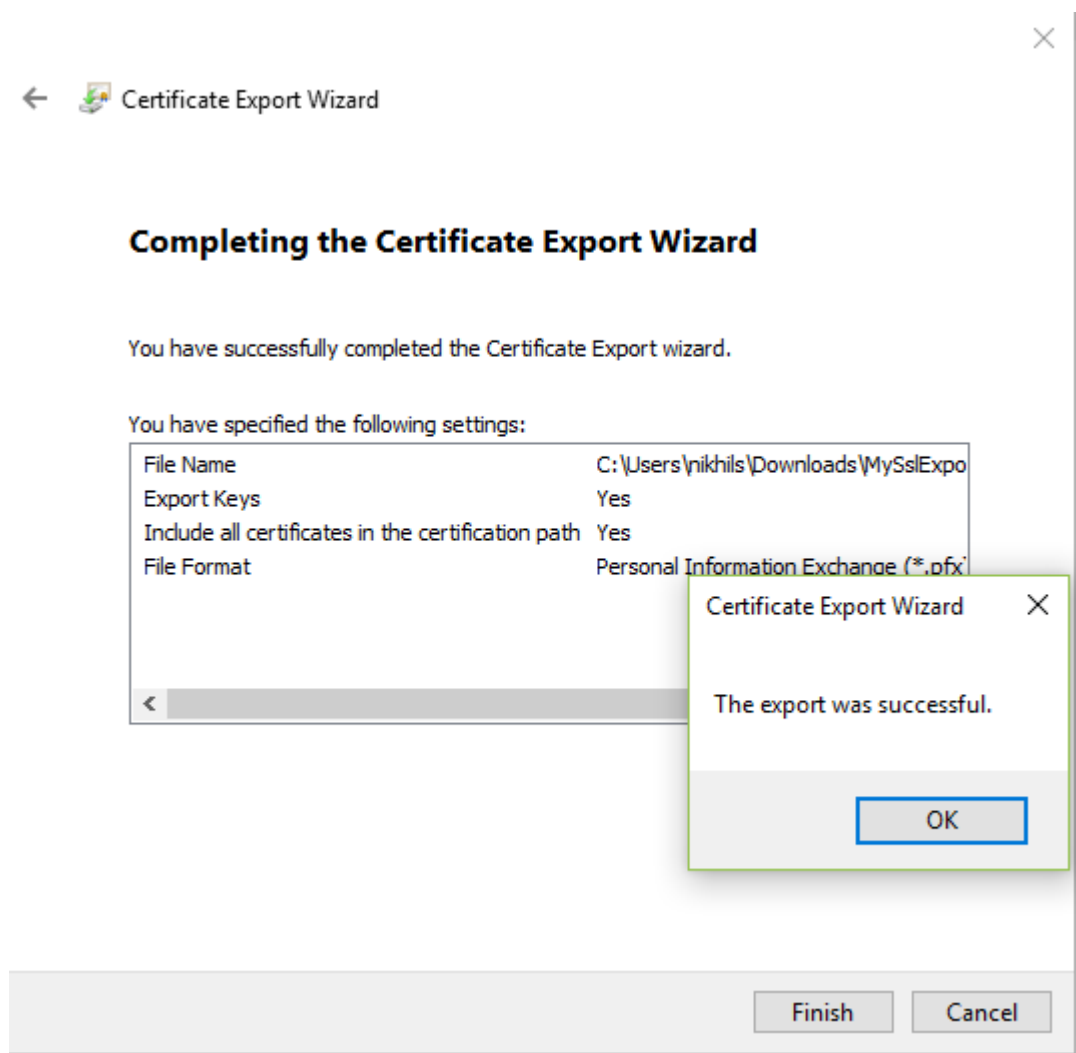 Certificate Export Wizard
Completing the Certificate Export Wizard
You have successfully completed the Certificate Export wizard.
You have specified the following settings:
File Name C:\Users\nikhils\Downloads\MySslExpo
Export Keys Yes
Include all certificates in the certification path Yes
File Format Personal Information Exchange (*.pfx)
Certificate Export Wizard
The export was successful.
OK
Finish Cancel